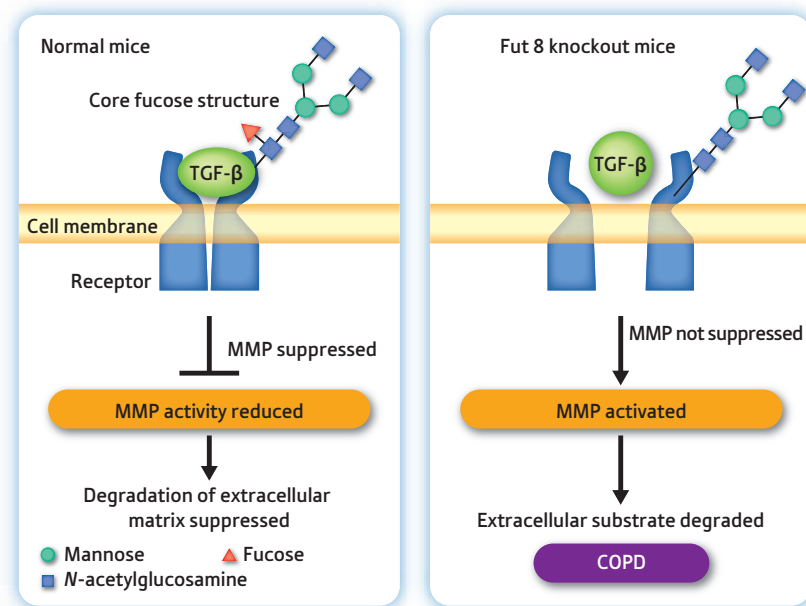 Normal mice
Core fucose structure
TGF-β
Cell membrane
Receptor
MMP suppressed
MMP activity reduced
Degradation of extracellular
matrix suppressed
Mannose
Fucose
N-acetylglucosamine
Fut 8 knockout mice
TGF-β
MMP not suppressed
MMP activated
Extracellular substrate degraded
COPD